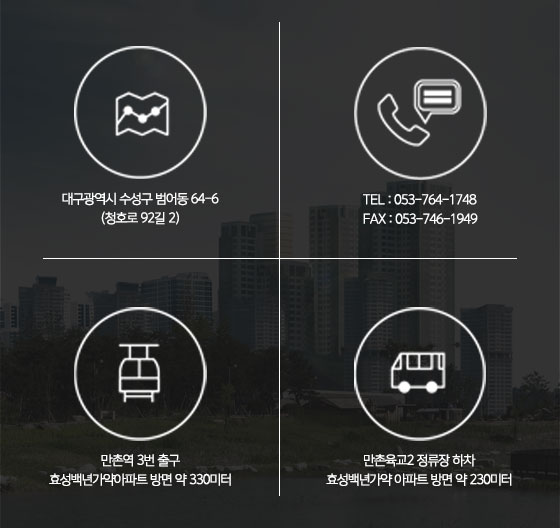 대구광역시 수성구 범어동 64-6
(청호로 92길 2)
TEL : 053-764-1748
FAX : 053-746-1949
만촌역 3번 출구
효성백년가약아파트 방면 약 330미터
만촌육교2 정류장 하차
효성백년가약 아파트 방면 약 230미터